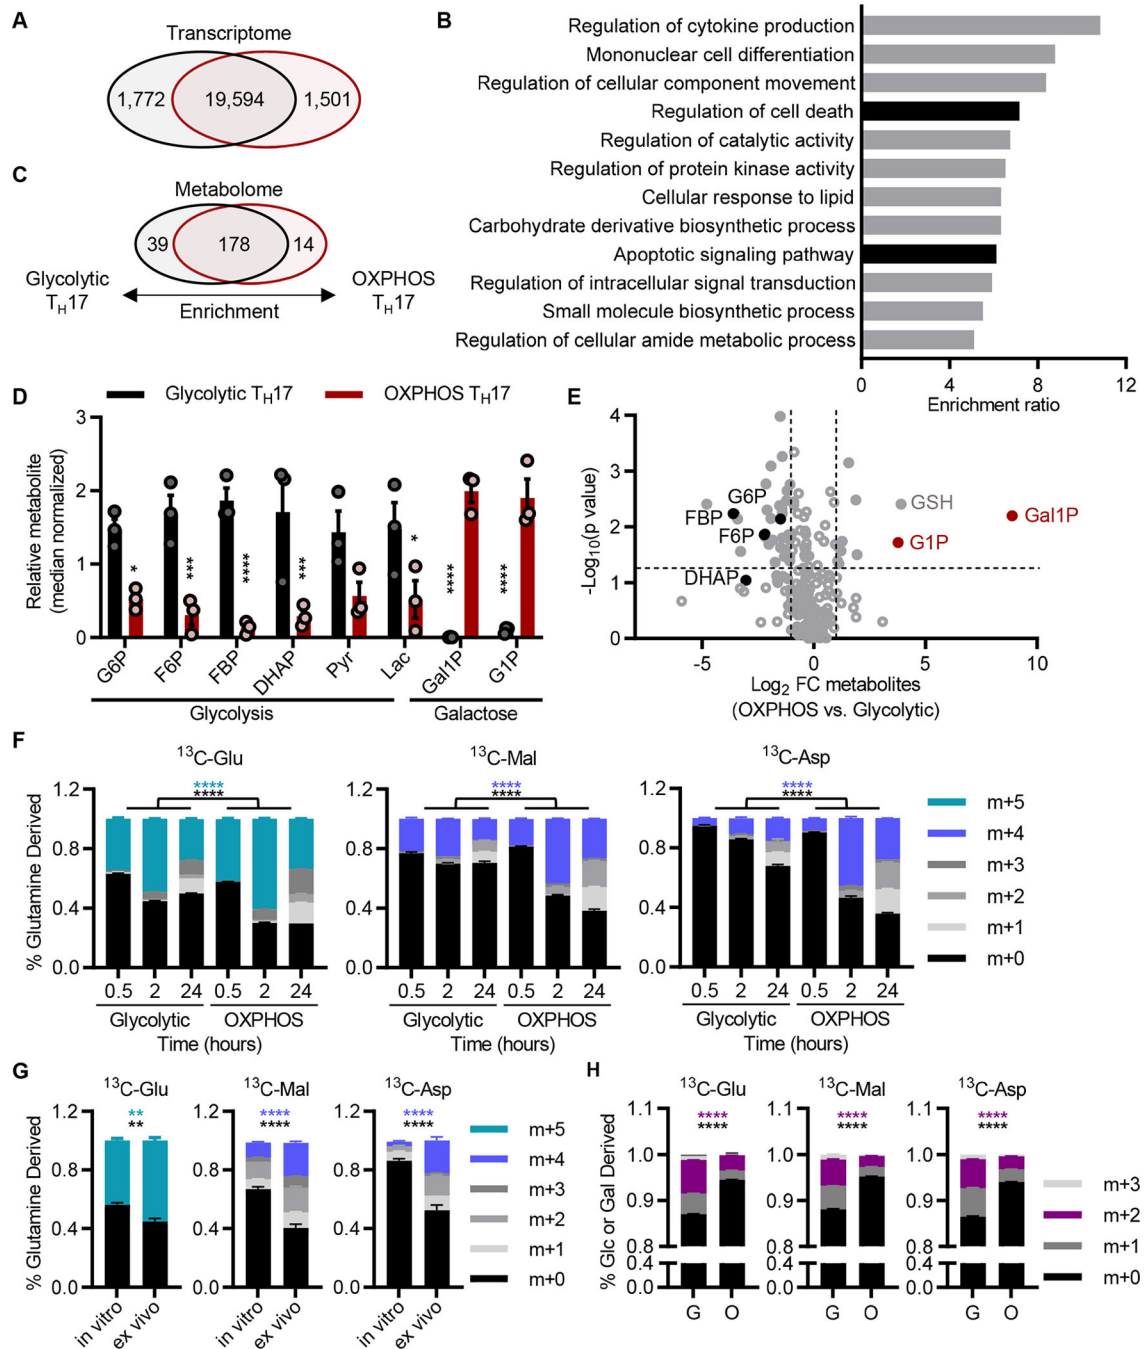 A
Transcriptome
1,772
19,594
1,501
B
Regulation of cytokine production
Mononuclear cell differentiation
Regulation of cellular component movement
Regulation of cell death
Regulation of catalytic activity
Regulation of protein kinase activity
Cellular response to lipid
Carbohydrate derivative biosynthetic process
Apoptotic signaling pathway
Regulation of intracellular signal transduction
Small molecule biosynthetic process
Regulation of cellular amide metabolic process
0 4 8 12
Enrichment ratio
C
Metabolome
39
178
14
Glycolytic
TH17
OXPHOS
TH17
Enrichment
D
Glycolytic TH17
OXPHOS TH17
Relative metabolite
(median normalized)
3
2
1
0
*
***
****
***
*
****
****
G6P
F6P
FBP
DHAP
Pyr
Lac
Gal1P
G1P
Glycolysis
Galactose
E
-Log10(p value)
4
3
2
1
0
G6P
FBP
F6P
DHAP
GSH
Gal1P
G1P
-5 0 5 10
Log2 FC metabolites
(OXPHOS vs. Glycolytic)
F
% Glutamine Derived
13C-Glu
****
****
1.2
0.8
0.4
0.0
0.5 2 24 0.5 2 24
Glycolytic OXPHOS
Time (hours)
13C-Mal
****
****
1.2
0.8
0.4
0.0
0.5 2 24 0.5 2 24
Glycolytic OXPHOS
Time (hours)
13C-Asp
****
****
1.2
0.8
0.4
0.0
0.5 2 24 0.5 2 24
Glycolytic OXPHOS
Time (hours)
m+5
m+4
m+3
m+2
m+1
m+0
G
% Glutamine Derived
13C-Glu
**
**
1.2
0.8
0.4
0.0
in vitro
ex vivo
13C-Mal
****
****
1.2
0.8
0.4
0.0
in vitro
ex vivo
13C-Asp
****
****
1.2
0.8
0.4
0.0
in vitro
ex vivo
m+5
m+4
m+3
m+2
m+1
m+0
H
% Glc or Gal Derived
13C-Glu
****
****
1.1
1.0
0.9
0.8
0.4
0.0
G O
13C-Mal
****
****
1.1
1.0
0.9
0.8
0.4
0.0
G O
13C-Asp
****
****
1.1
1.0
0.9
0.8
0.4
0.0
G O
m+3
m+2
m+1
m+0